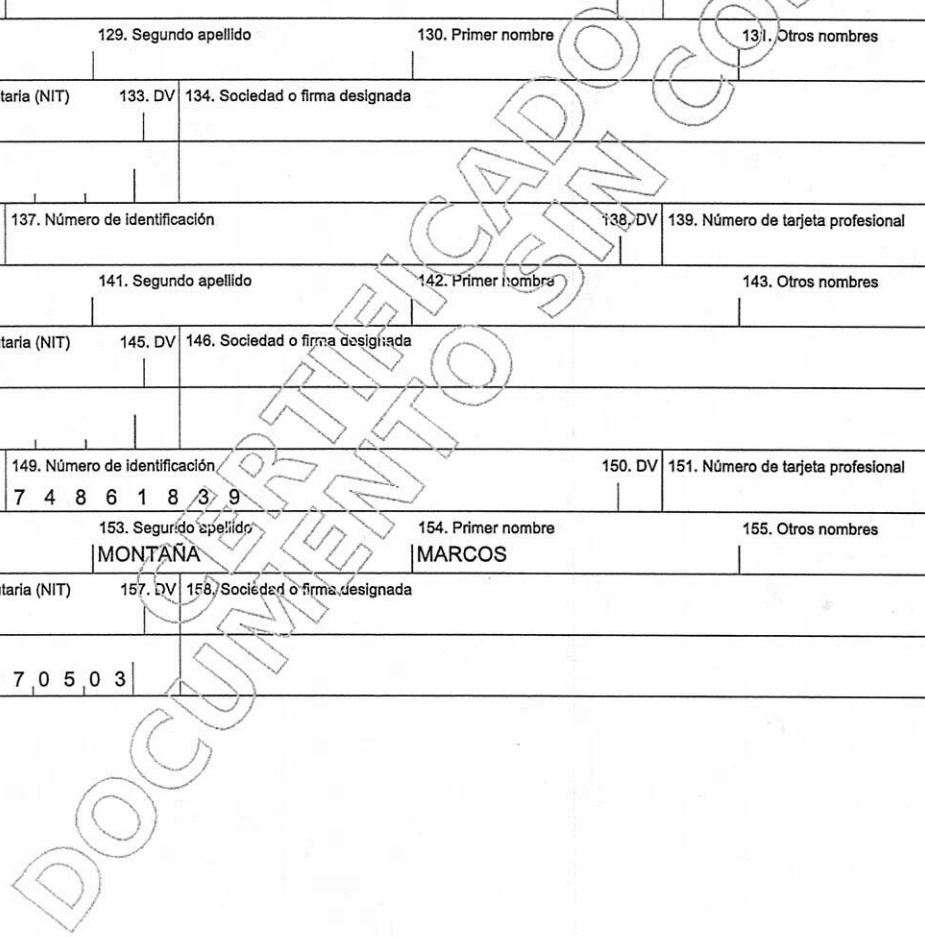 129. Segundo apellido 130. Primer nombre 131. Otros nombres
taria (NIT) 133. DV 134. Sociedad o firma designada
137. Número de identificación 138. DV 139. Número de tarjeta profesional
141. Segundo apellido 142. Primer nombre 143. Otros nombres
taria (NIT) 145. DV 146. Sociedad o firma designada
149. Número de identificación 150. DV 151. Número de tarjeta profesional
7 4 8 6 1 8 3 9
153. Segundo apellido 154. Primer nombre 155. Otros nombres
MONTAÑA MARCOS
taria (NIT) 157. DV 158. Sociedad o firma designada
7 0 5 0 3
CERTIFICADO
DOCUMENTO SIN